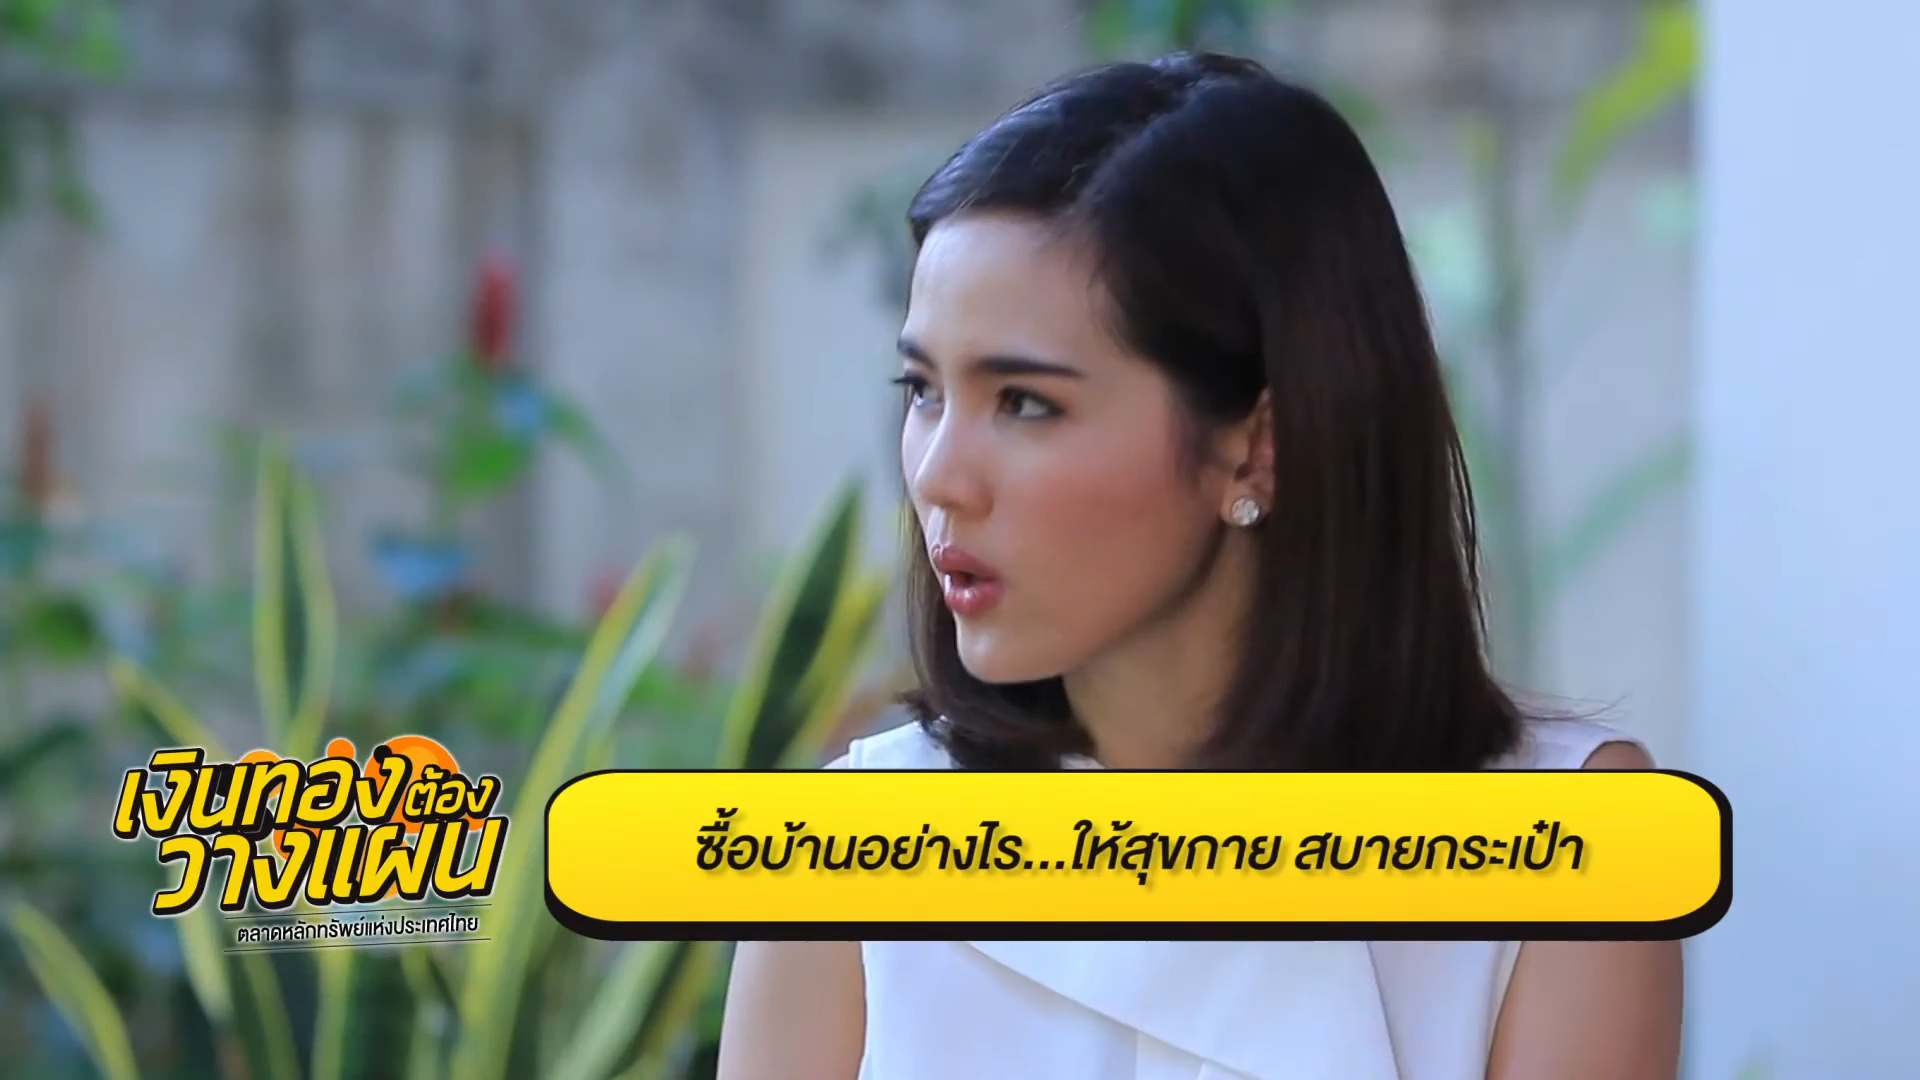 เงินทองต้อง
วางแผน
ตลาดหลักทรัพย์แห่งประเทศไทย
ซื้อบ้านอย่างไร...ให้สุขกาย สบายกระเป๋า